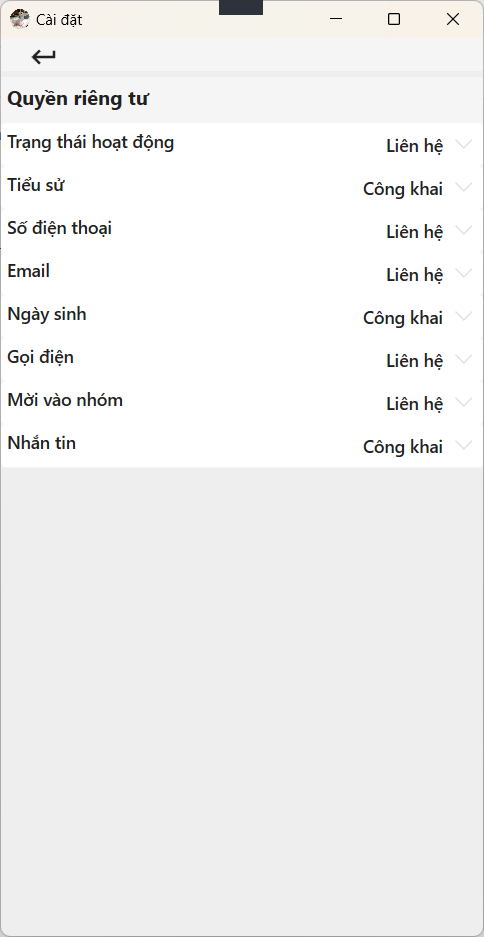 Cài đặt
Quyền riêng tư
Trạng thái hoạt động Liên hệ
Tiểu sử Công khai
Số điện thoại Liên hệ
Email Liên hệ
Ngày sinh Công khai
Gọi điện Liên hệ
Mời vào nhóm Liên hệ
Nhắn tin Công khai